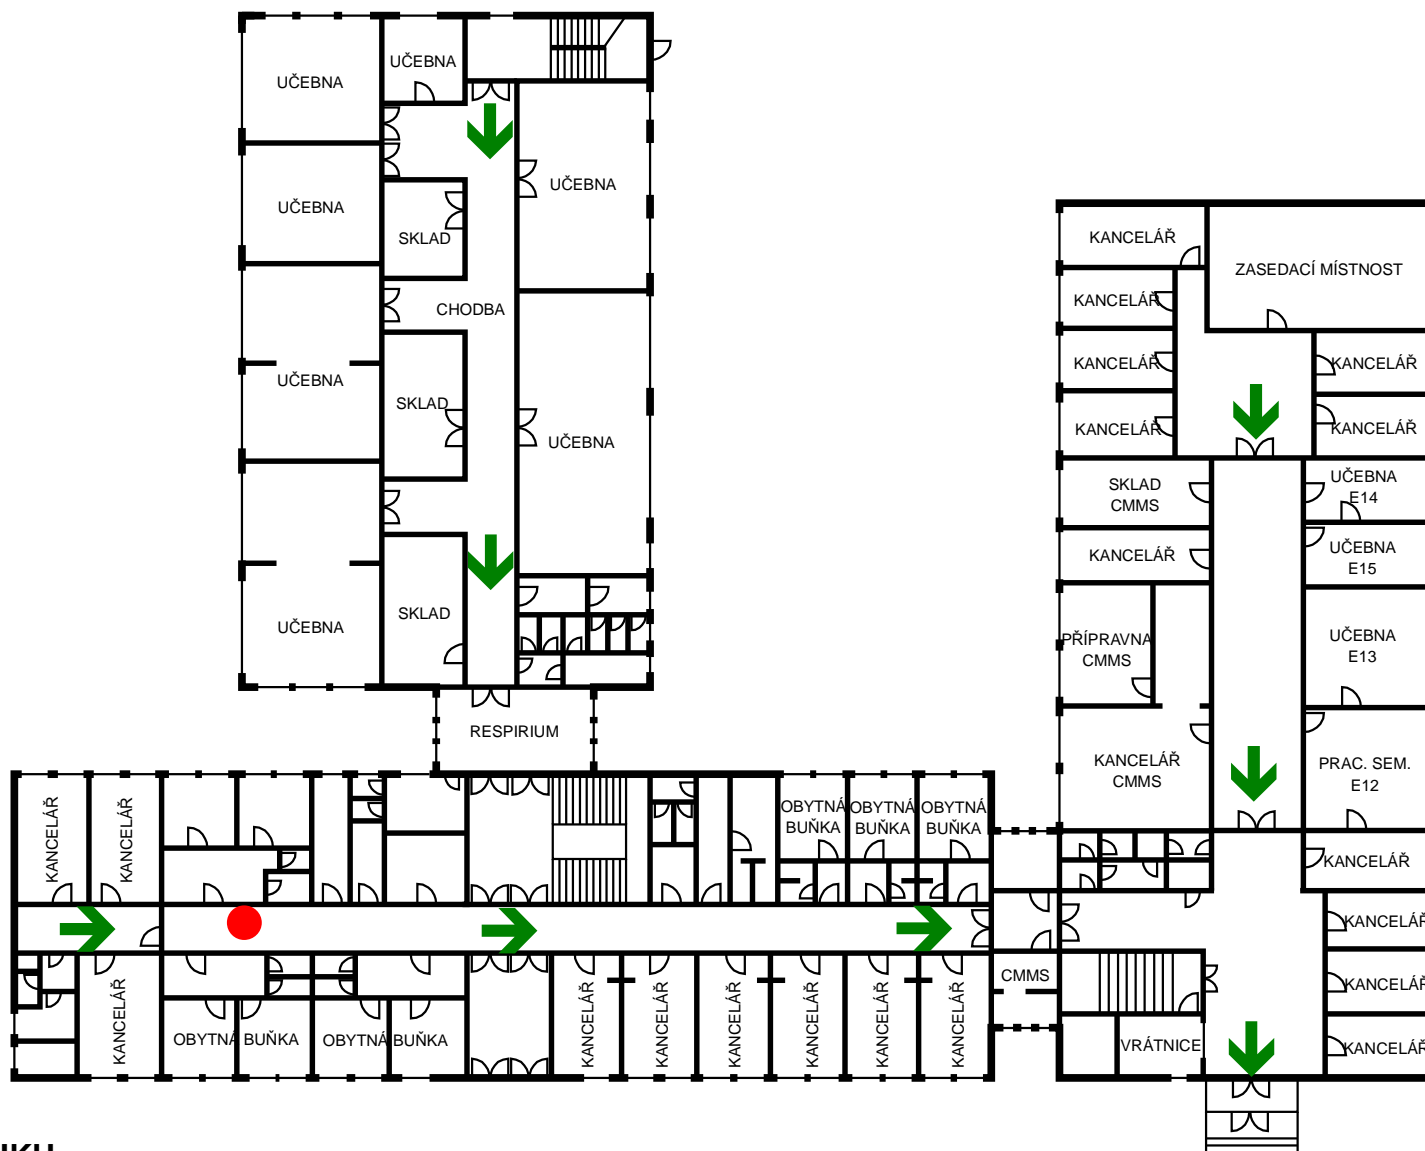 UČEBNA
UČEBNA
UČEBNA
UČEBNA
SKLAD
KANCELÁŘ
ZASEDACÍ MÍSTNOST
KANCELÁŘ
CHODBA
KANCELÁŘ
KANCELÁŘ
UČEBNA
SKLAD
KANCELÁŘ
KANCELÁŘ
UČEBNA
SKLAD
CMMS
UČEBNA
E14
KANCELÁŘ
UČEBNA
E15
SKLAD
UČEBNA
PŘÍPRAVNA
CMMS
UČEBNA
E13
RESPIRIUM
KANCELÁŘ
CMMS
PRAC. SEM.
E12
KANCELÁŘ
KANCELÁŘ
OBYTNÁ
BUŇKA
OBYTNÁ
BUŇKA
OBYTNÁ
BUŇKA
KANCELÁŘ
KANCELÁŘ
CMMS
KANCELÁŘ
KANCELÁŘ
OBYTNÁ BUŇKA
OBYTNÁ BUŇKA
KANCELÁŘ
KANCELÁŘ
KANCELÁŘ
KANCELÁŘ
KANCELÁŘ
KANCELÁŘ
VRÁTNICE
KANCELÁŘ